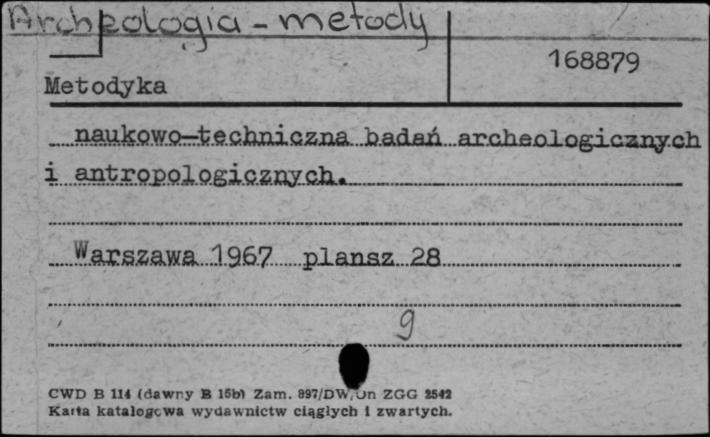 Archeologia - metody
168879
Metodyka
naukowo-techniczna badań archeologicznych
i antropologicznych.
Warszawa 1967 plansz 28
9
CWD B 114 (dawny B 15b) Zam. 897/DW/Un ZGG 2542
Karta katalogowa wydawnictw ciągłych i zwartych.